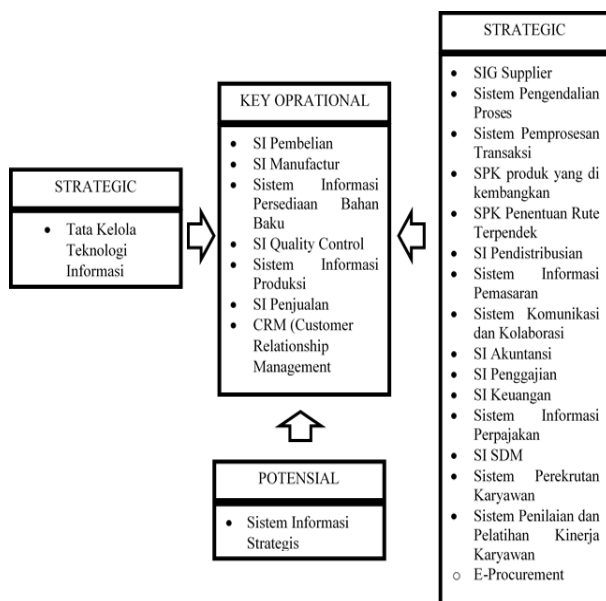 STRATEGIC
• Tata Kelola
Teknologi
Informasi
KEY OPRATIONAL
• SI Pembelian
• SI Manufactur
• Sistem Informasi
Persediaan Bahan
Baku
• SI Quality Control
• Sistem Informasi
Produksi
• SI Penjualan
• CRM (Customer
Relationship
Management
POTENSIAL
• Sistem Informasi
Strategis
STRATEGIC
• SIG Supplier
• Sistem Pengendalian
Proses
• Sistem Pemprosesan
Transaksi
• SPK produk yang di
kembangkan
• SPK Penentuan Rute
Terpendek
• SI Pendistribusian
• Sistem Informasi
Pemasaran
• Sistem Komunikasi
dan Kolaborasi
• SI Akuntansi
• SI Penggajian
• SI Keuangan
• Sistem Informasi
Perpajakan
• SI SDM
• Sistem Perekrutan
Karyawan
• Sistem Penilaian dan
Pelatihan Kinerja
Karyawan
○ E-Procurement